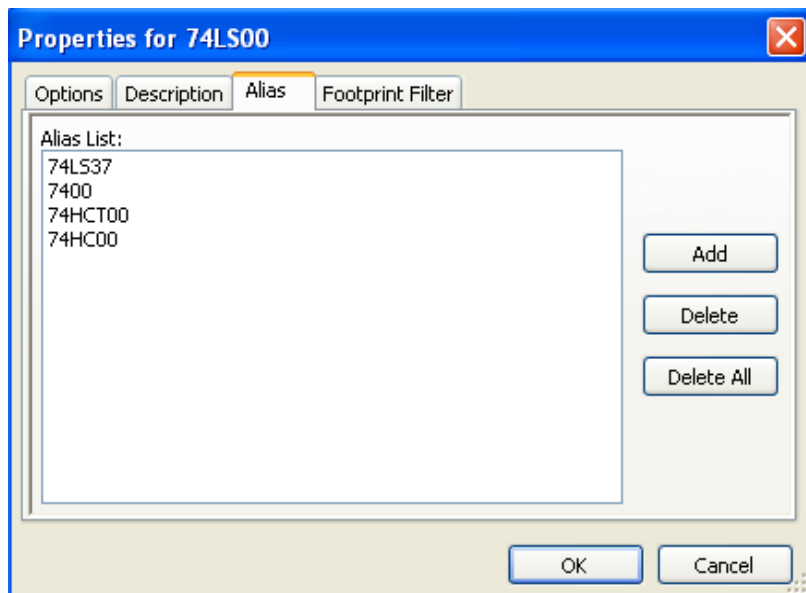 Properties for 74LS00
Options Description Alias Footprint Filter
Alias List:
74LS37
7400
74HCT00
74HC00
Add
Delete
Delete All
OK Cancel